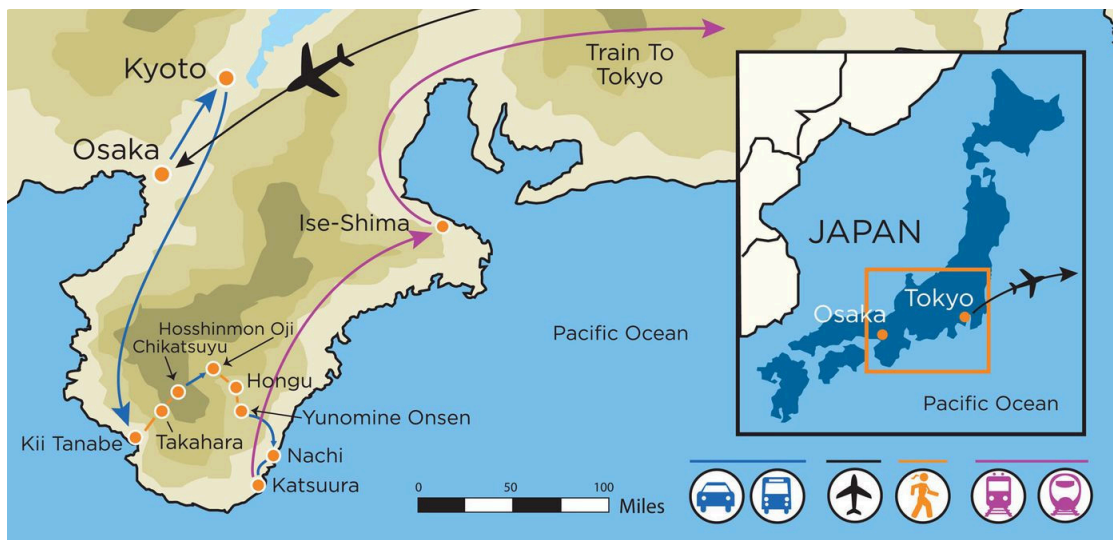 Kyoto
Train To
Tokyo
Osaka
Ise-Shima
JAPAN
Tokyo
Osaka
Pacific Ocean
Pacific Ocean
Hosshinmon Oji
Chikatsuyu
Hongu
Yunomine Onsen
Kii Tanabe
Takahara
Nachi
Katsuura
0 50 100
Miles